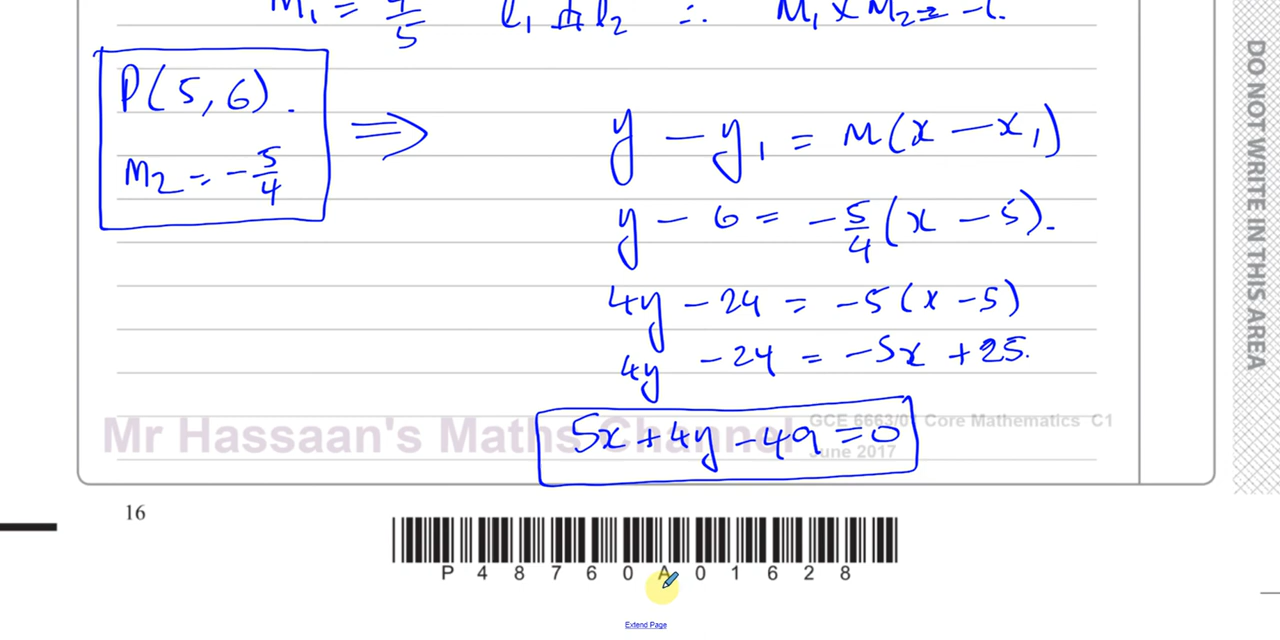 m₁ = 4/5 l₁ ⊥ l₂ ∴ m₁ × m₂ = -1.
P(5, 6).
m₂ = -5/4
⇒
y - y₁ = m(x - x₁)
y - 6 = -5/4 (x - 5).
4y - 24 = -5(x - 5)
4y - 24 = -5x + 25.
5x + 4y - 49 = 0
Mr Hassaan's Maths Channel
GCE 6663/01 Core Mathematics C1
June 2017
16
P 4 8 7 6 0 A 0 1 6 2 8
Extend Page
DO NOT WRITE IN THIS AREA